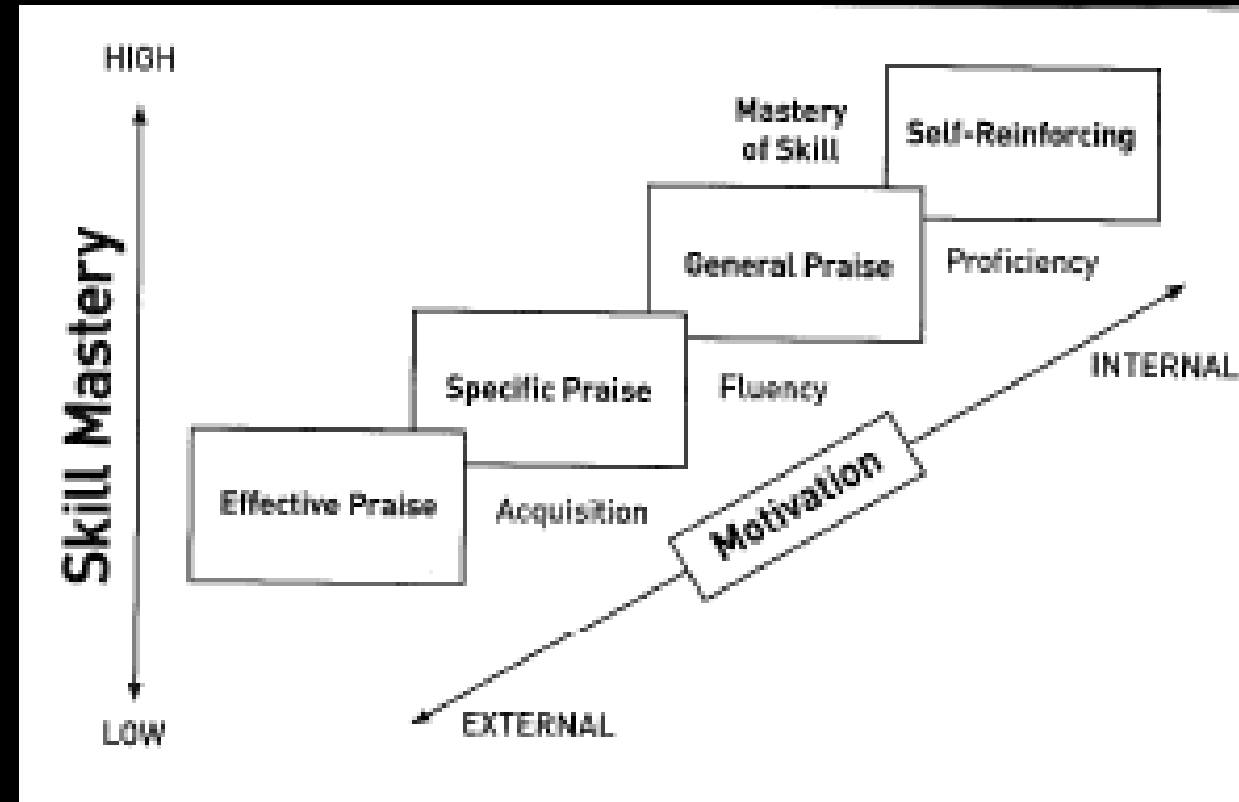 HIGH
Mastery
of Skill
Self-Reinforcing
General Praise
Proficiency
Skill Mastery
Specific Praise
Fluency
INTERNAL
Effective Praise
Acquisition
Motivation
EXTERNAL
LOW